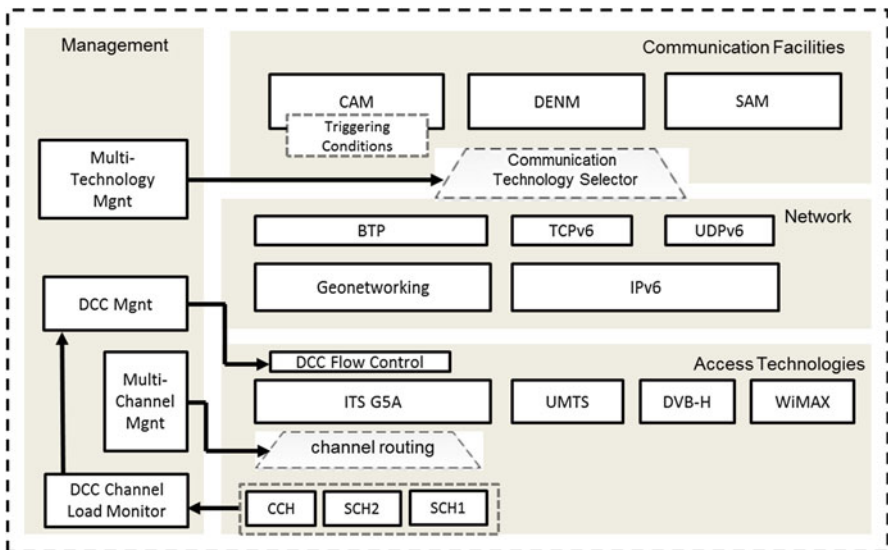 Management
Communication Facilities
CAM
DENM
SAM
Triggering
Conditions
Communication
Technology Selector
Multi-
Technology
Mgnt
Network
BTP
TCPv6
UDPv6
Geonetworking
IPv6
DCC Mgnt
Access Technologies
DCC Flow Control
Multi-
Channel
Mgnt
ITS G5A
UMTS
DVB-H
WiMAX
channel routing
DCC Channel
Load Monitor
CCH
SCH2
SCH1